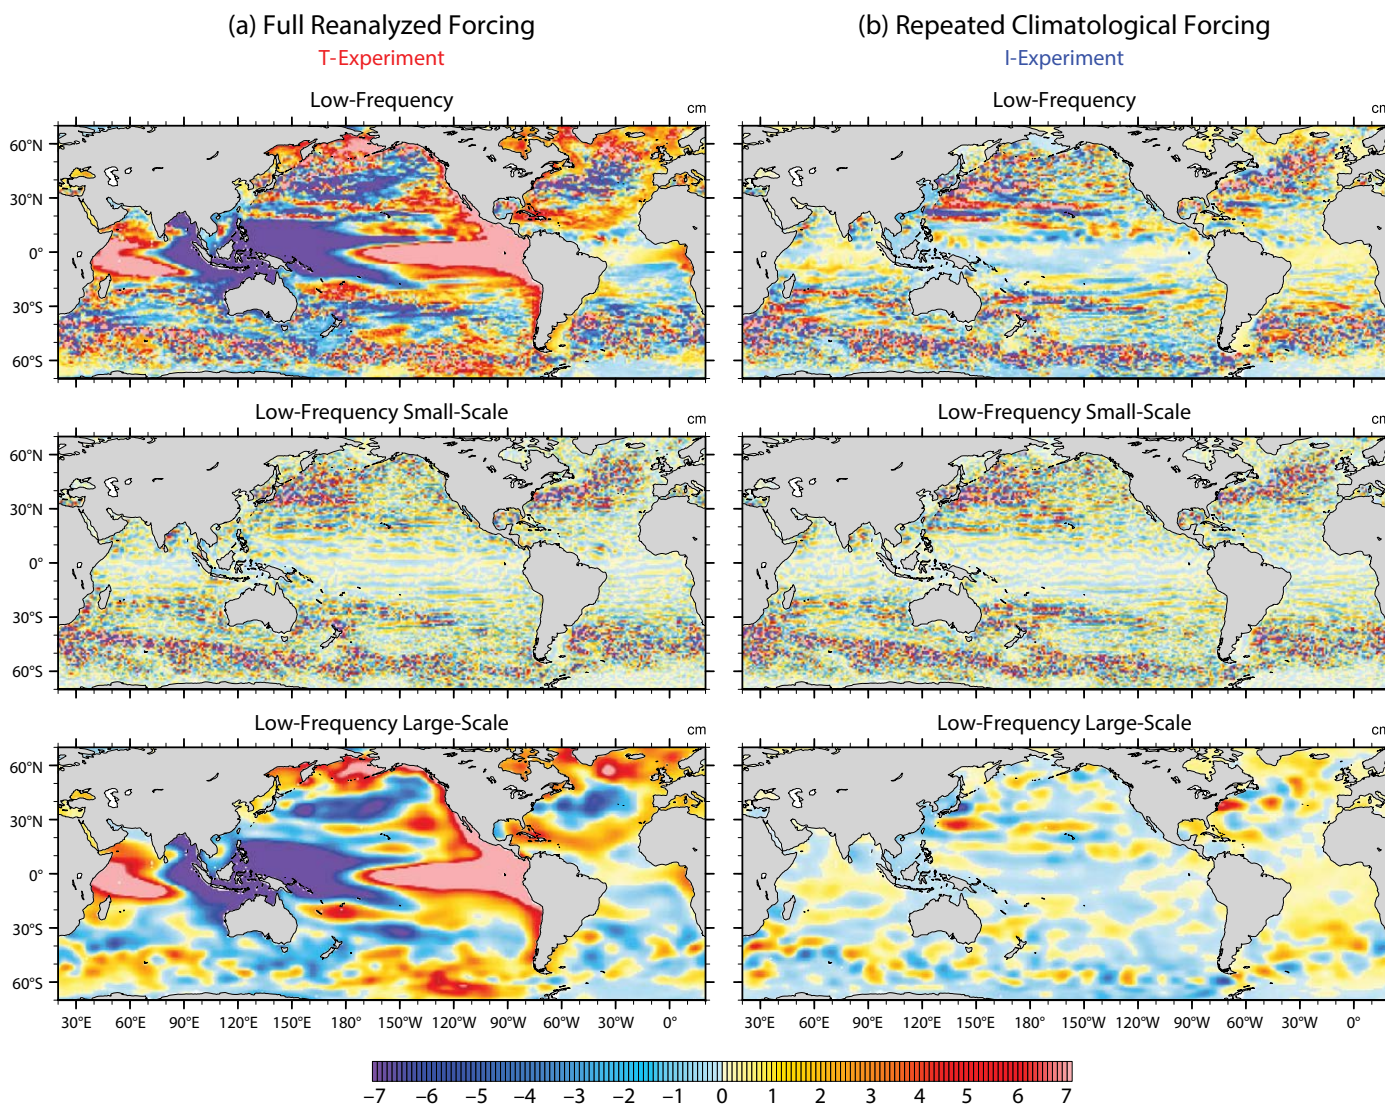 (a) Full Reanalyzed Forcing
T-Experiment
Low-Frequency
cm
60°N
30°N
0°
30°S
60°S
Low-Frequency Small-Scale
cm
60°N
30°N
0°
30°S
60°S
Low-Frequency Large-Scale
cm
60°N
30°N
0°
30°S
60°S
30°E 60°E 90°E 120°E 150°E 180° 150°W 120°W 90°W 60°W 30°W 0°
(b) Repeated Climatological Forcing
I-Experiment
Low-Frequency
cm
Low-Frequency Small-Scale
cm
Low-Frequency Large-Scale
cm
30°E 60°E 90°E 120°E 150°E 180° 150°W 120°W 90°W 60°W 30°W 0°
−7 −6 −5 −4 −3 −2 −1 0 1 2 3 4 5 6 7